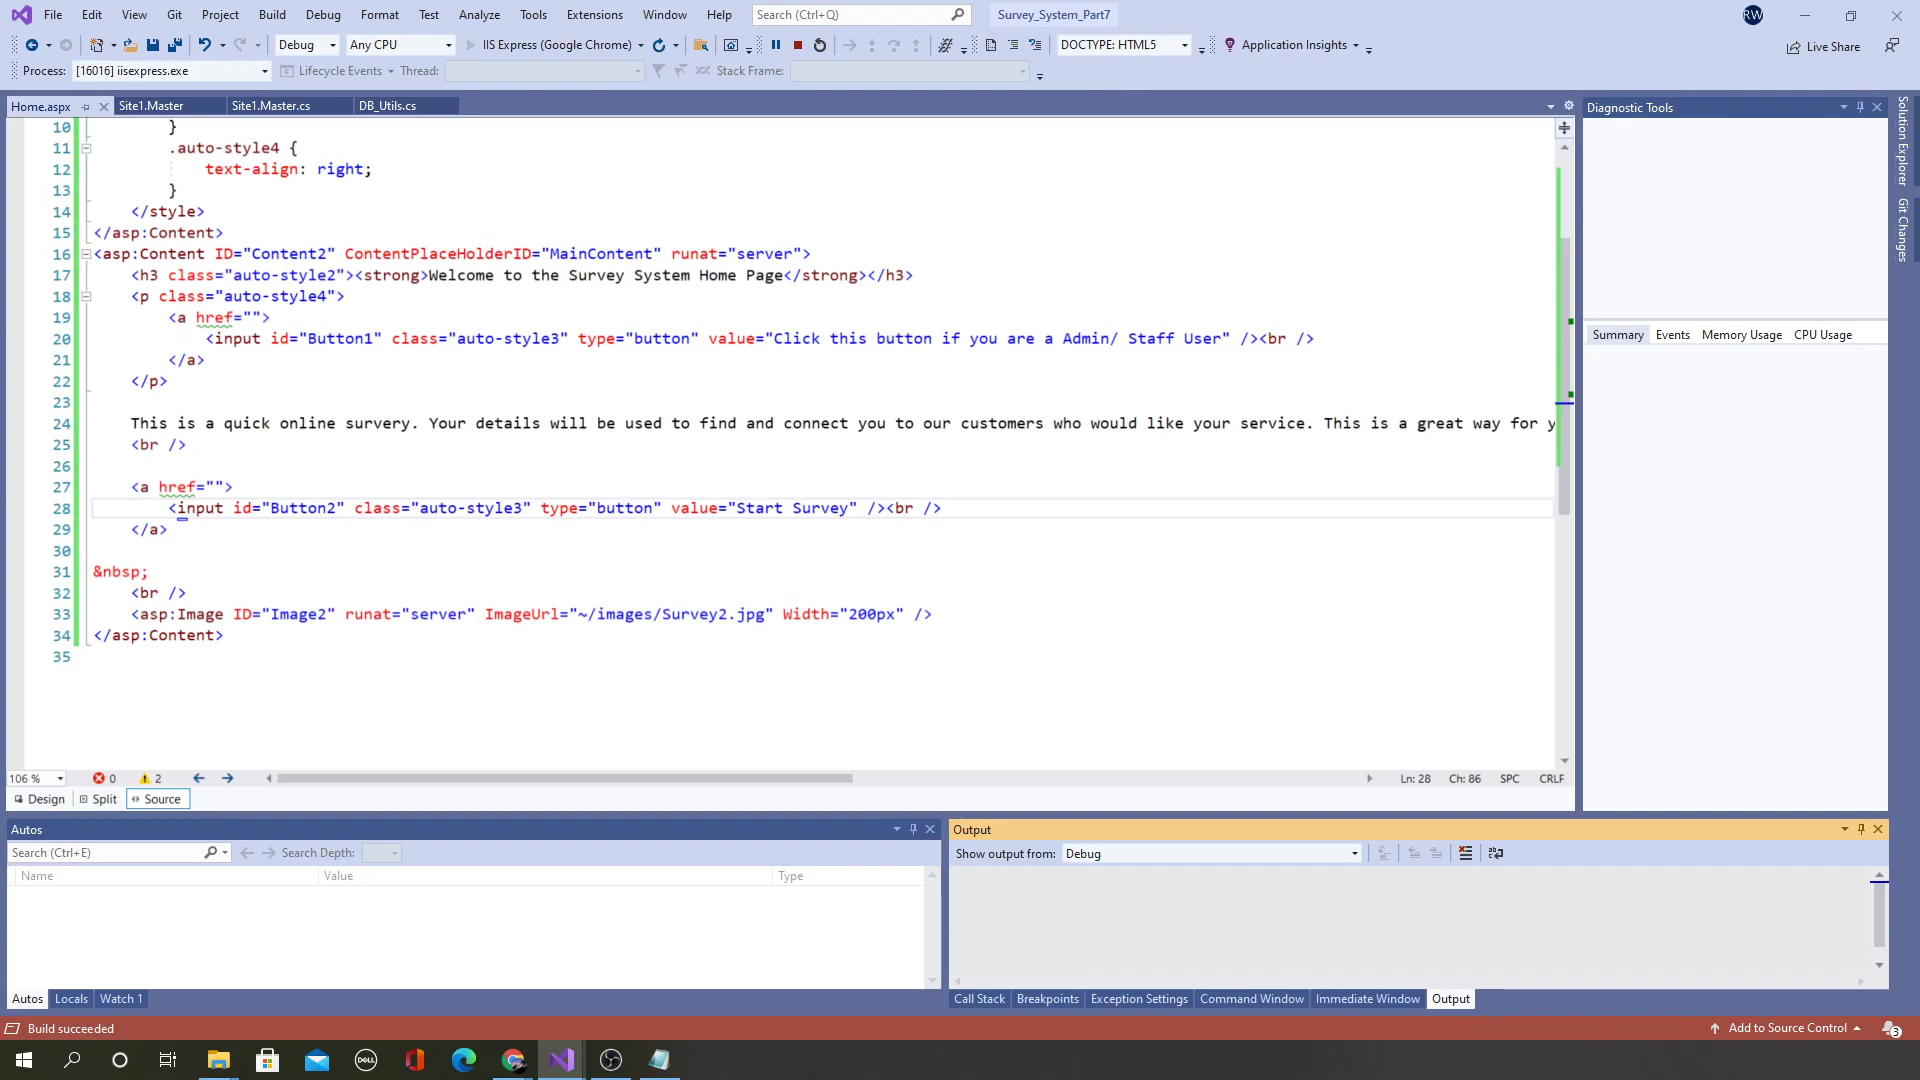 File Edit View Git Project Build Debug Format Test Analyze Tools Extensions Window Help Search (Ctrl+Q) Survey_System_Part7 RW
Debug Any CPU IIS Express (Google Chrome) DOCTYPE: HTML5 Application Insights Live Share
Process: [16016] iisexpress.exe Lifecycle Events Thread: Stack Frame:
Home.aspx Site1.Master Site1.Master.cs DB_Utils.cs
10 }
11 .auto-style4 {
12 text-align: right;
13 }
14 </style>
15 </asp:Content>
16 <asp:Content ID="Content2" ContentPlaceHolderID="MainContent" runat="server">
17 <h3 class="auto-style2"><strong>Welcome to the Survey System Home Page</strong></h3>
18 <p class="auto-style4">
19 <a href="">
20 <input id="Button1" class="auto-style3" type="button" value="Click this button if you are a Admin/ Staff User" /><br />
21 </a>
22 </p>
23
24 This is a quick online survery. Your details will be used to find and connect you to our customers who would like your service. This is a great way for y
25 <br />
26
27 <a href="">
28 <input id="Button2" class="auto-style3" type="button" value="Start Survey" /><br />
29 </a>
30
31 &nbsp;
32 <br />
33 <asp:Image ID="Image2" runat="server" ImageUrl="~/images/Survey2.jpg" Width="200px" />
34 </asp:Content>
35
106 % 0 2 Ln: 28 Ch: 86 SPC CRLF
Design Split Source
Diagnostic Tools
Summary Events Memory Usage CPU Usage
Solution Explorer
Git Changes
Autos
Search (Ctrl+E) Search Depth:
Name Value Type
Autos Locals Watch 1
Output
Show output from: Debug
Call Stack Breakpoints Exception Settings Command Window Immediate Window Output
Build succeeded Add to Source Control 3
DELL